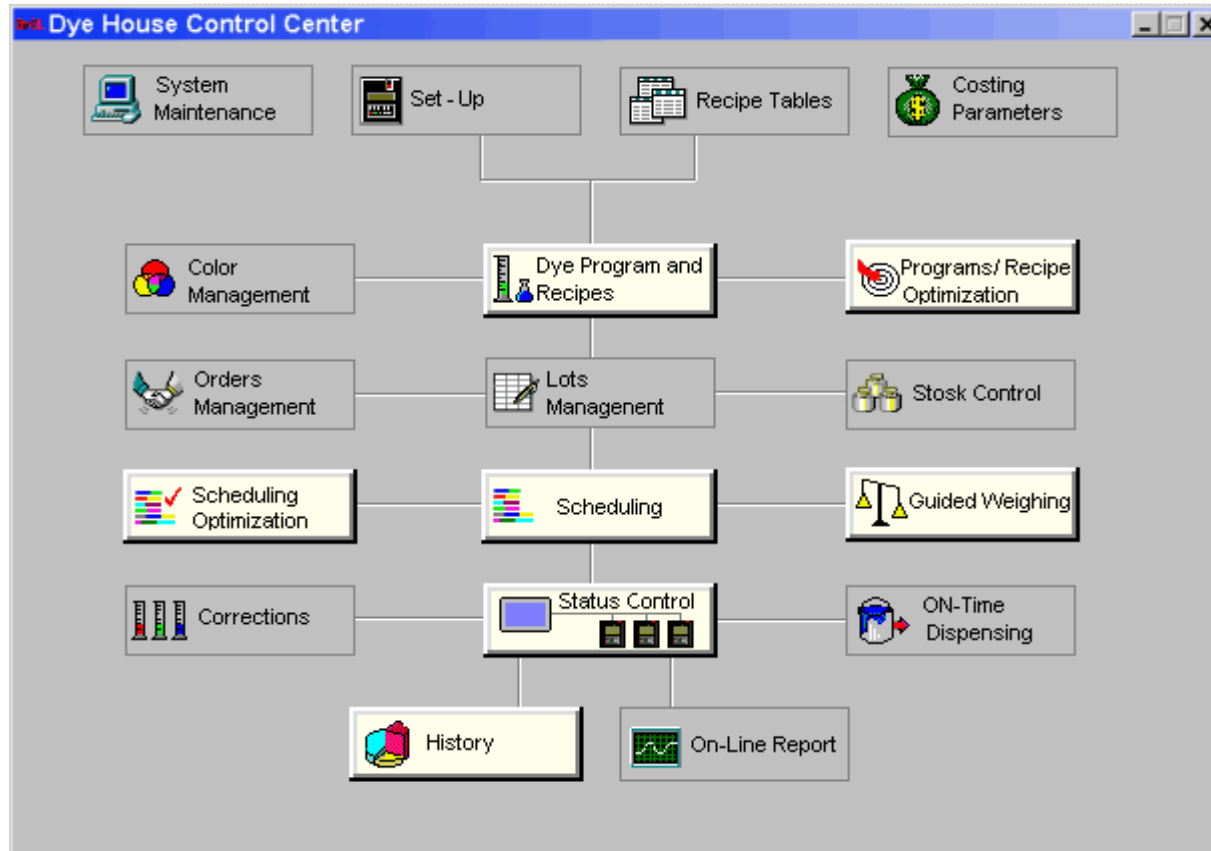 Dye House Control Center
System
Maintenance
Set - Up
Recipe Tables
Costing
Parameters
Color
Management
Dye Program and
Recipes
Programs/ Recipe
Optimization
Orders
Management
Lots
Managenent
Stosk Control
Scheduling
Optimization
Scheduling
Guided Weighing
Corrections
Status Control
ON-Time
Dispensing
History
On-Line Report